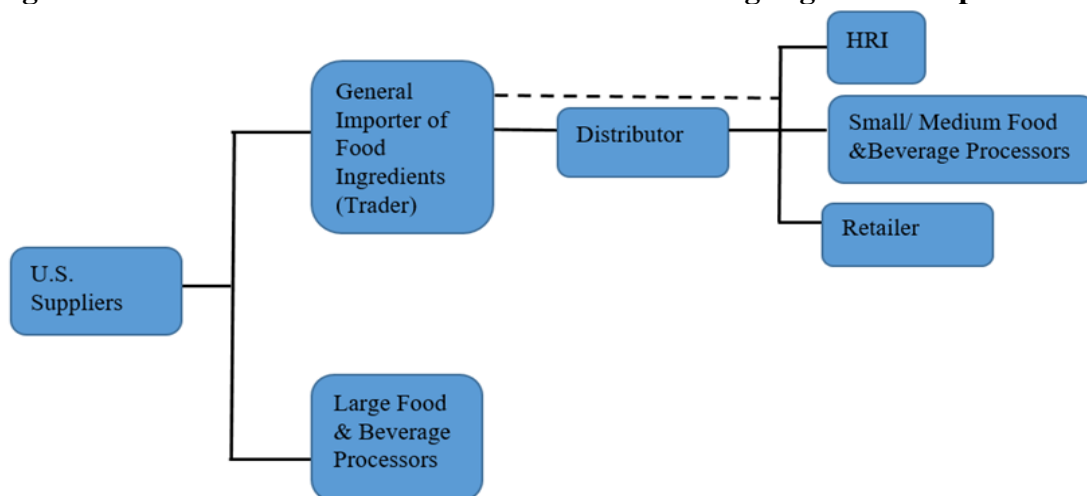 HRI
General
Importer of
Food
Ingredients
(Trader)
Distributor
Small/ Medium Food
&Beverage Processors
Retailer
U.S.
Suppliers
Large Food
& Beverage
Processors